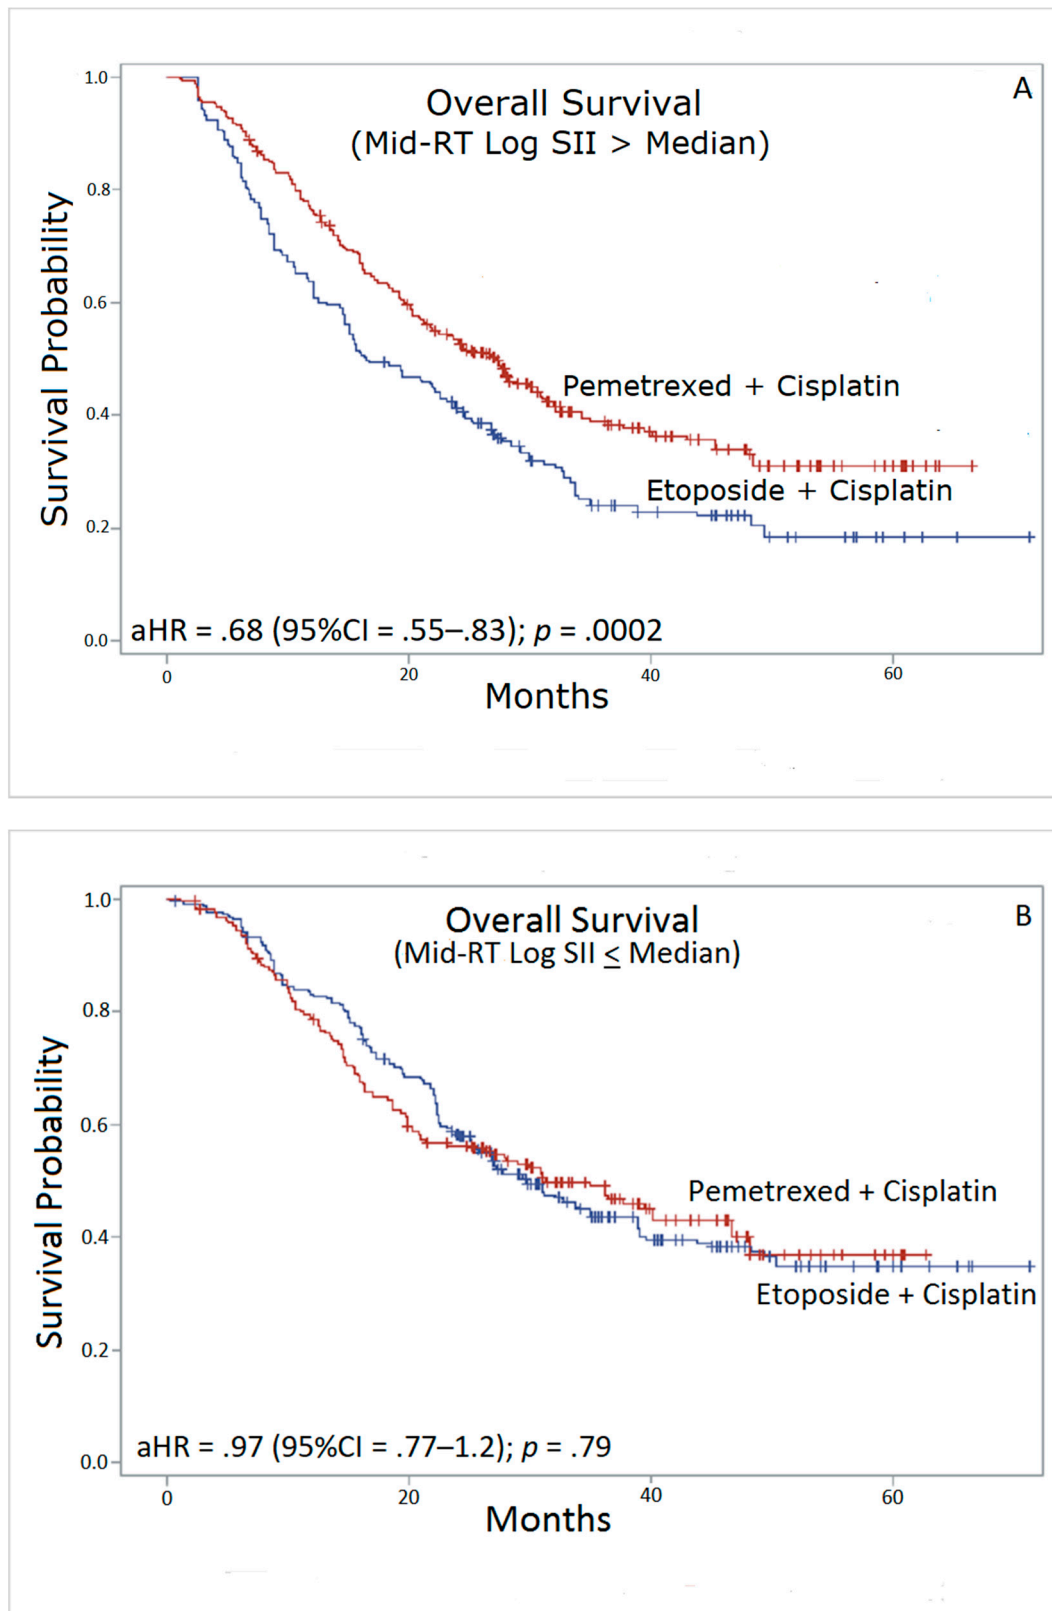 A
Overall Survival
(Mid-RT Log SII > Median)
Survival Probability
1.0
0.8
0.6
0.4
0.2
0.0
Pemetrexed + Cisplatin
Etoposide + Cisplatin
aHR = .68 (95%CI = .55–.83); p = .0002
0 20 40 60
Months
B
Overall Survival
(Mid-RT Log SII ≤ Median)
Survival Probability
1.0
0.8
0.6
0.4
0.2
0.0
Pemetrexed + Cisplatin
Etoposide + Cisplatin
aHR = .97 (95%CI = .77–1.2); p = .79
0 20 40 60
Months